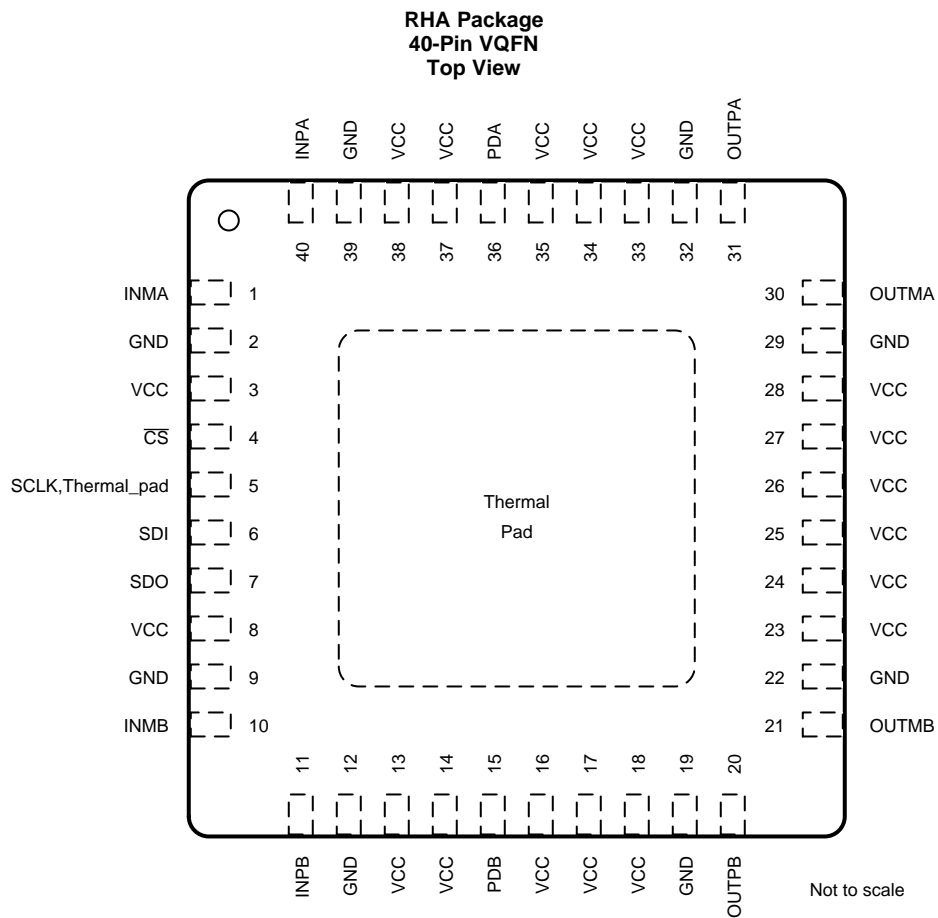 RHA Package
40-Pin VQFN
Top View
INPA
GND
VCC
VCC
PDA
VCC
VCC
VCC
GND
OUTPA
40
39
38
37
36
35
34
33
32
31
INMA 1
GND 2
VCC 3
C̅S̅ 4
SCLK,Thermal_pad 5
SDI 6
SDO 7
VCC 8
GND 9
INMB 10
Thermal
Pad
30 OUTMA
29 GND
28 VCC
27 VCC
26 VCC
25 VCC
24 VCC
23 VCC
22 GND
21 OUTMB
11
12
13
14
15
16
17
18
19
20
INPB
GND
VCC
VCC
PDB
VCC
VCC
VCC
GND
OUTPB
Not to scale